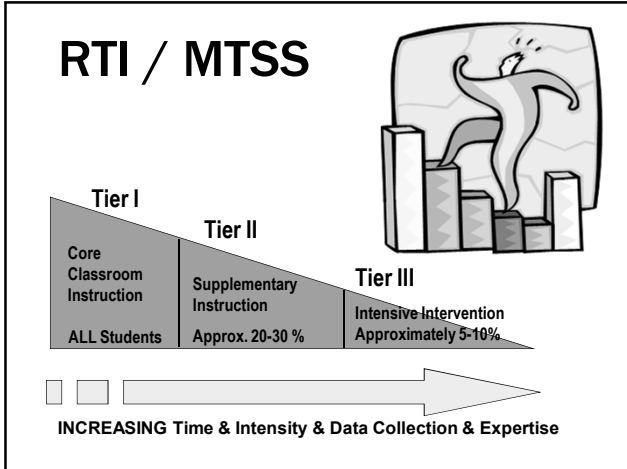 RTI / MTSS
Tier I
Core
Classroom
Instruction
ALL Students
Tier II
Supplementary
Instruction
Approx. 20-30 %
Tier III
Intensive Intervention
Approximately 5-10%
INCREASING Time & Intensity & Data Collection & Expertise